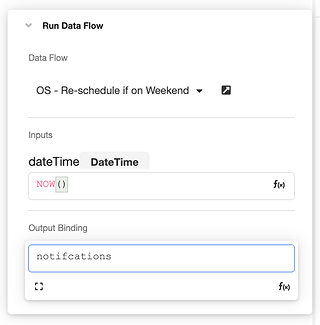 Run Data Flow
Data Flow
OS - Re-schedule if on Weekend
Inputs
dateTime DateTime
NOW() f(x)
Output Binding
notifcations
f(x)